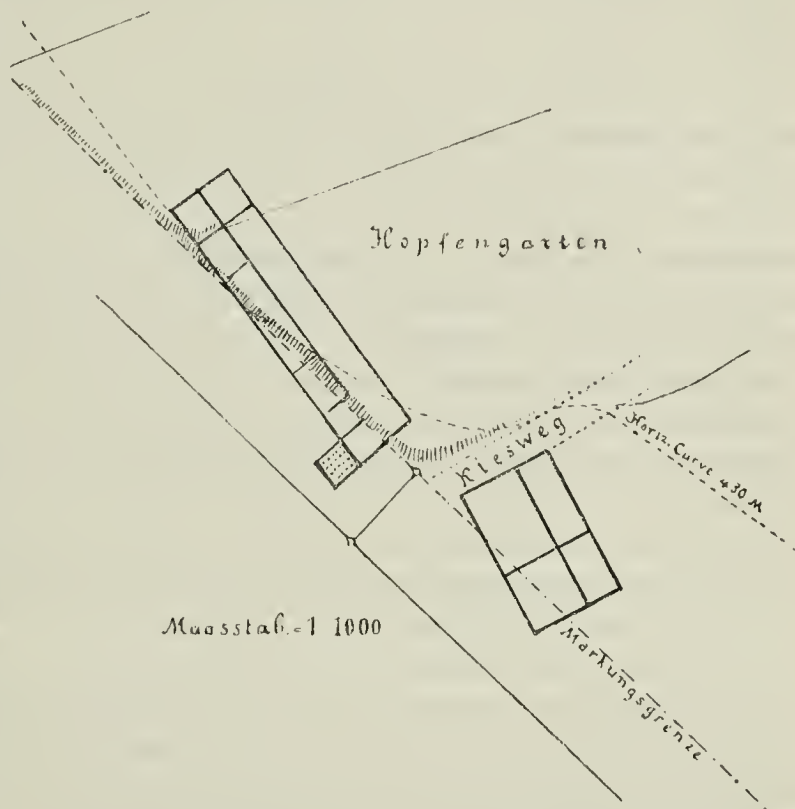 Hopfengarten
Kiesweg
Horiz. Curve 430 M
Maasstab.=1 1000
Markungsgrenze